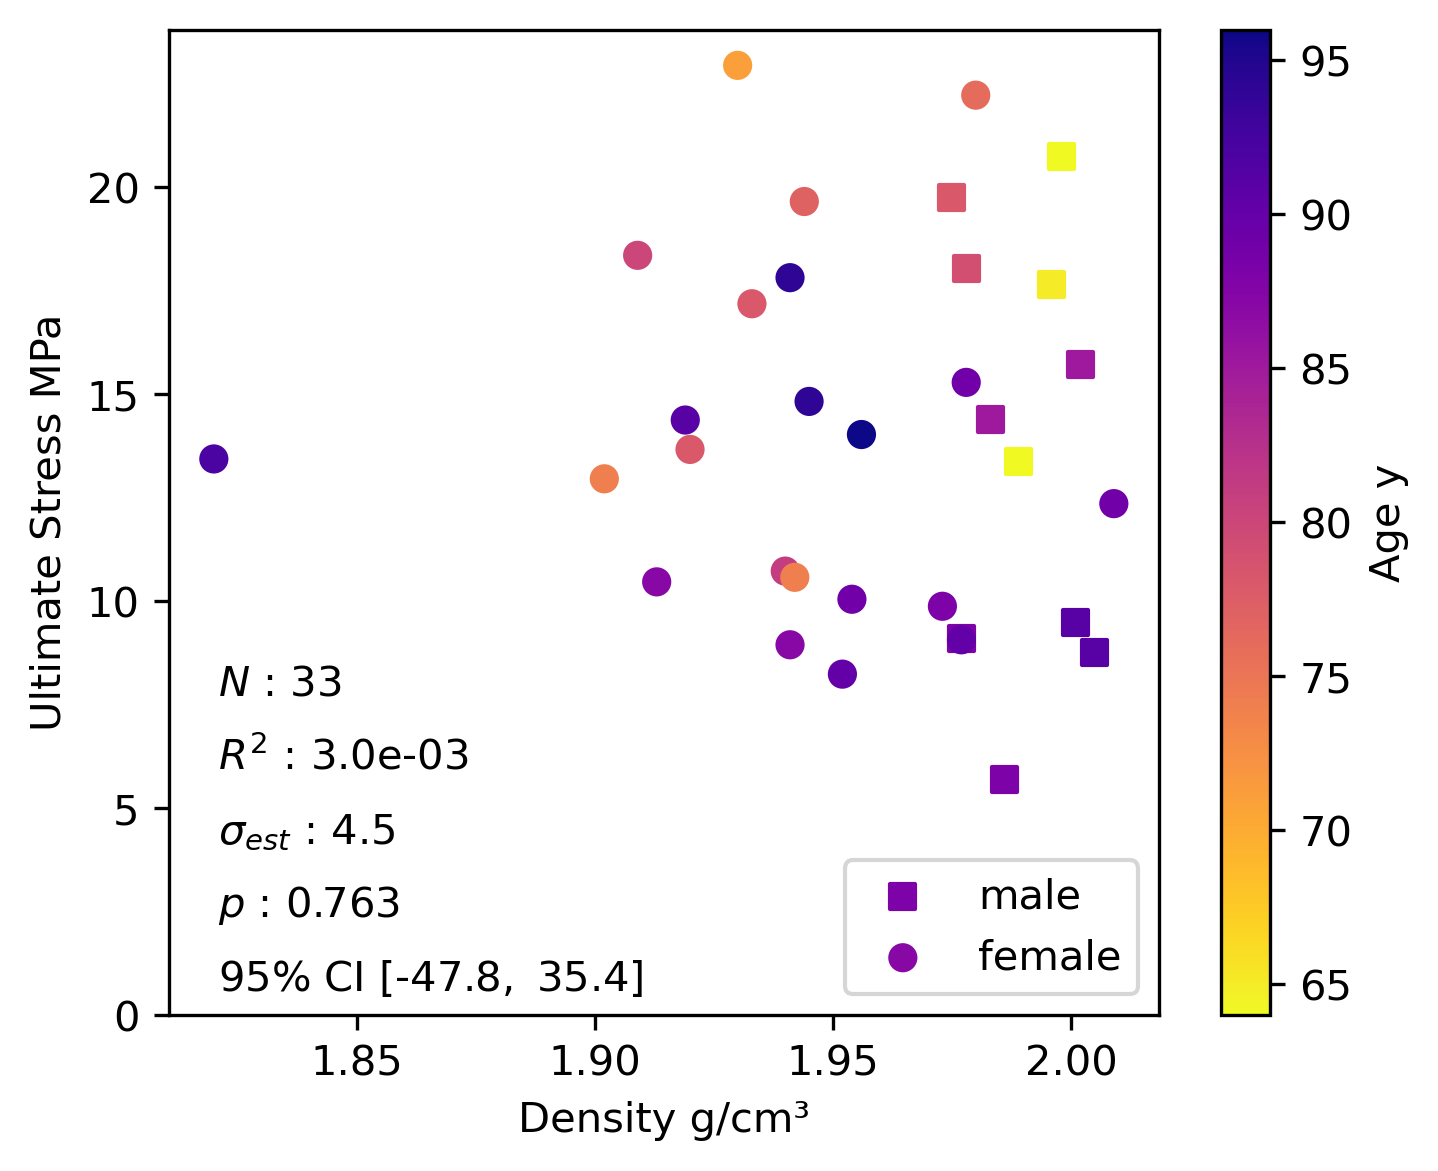 Ultimate Stress MPa
20
15
10
5
0
N : 33
R² : 3.0e-03
σest : 4.5
p : 0.763
95% CI [-47.8, 35.4]
male
female
1.85 1.90 1.95 2.00
Density g/cm³
95
90
85
80
75
70
65
Age y